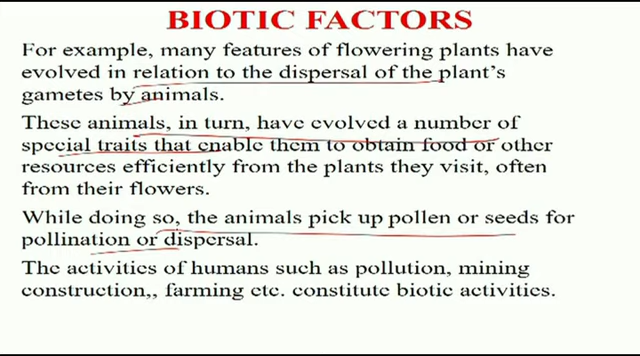 BIOTIC FACTORS
For example, many features of flowering plants have
evolved in relation to the dispersal of the plant's
gametes by animals.
These animals, in turn, have evolved a number of
special traits that enable them to obtain food or other
resources efficiently from the plants they visit, often
from their flowers.
While doing so, the animals pick up pollen or seeds for
pollination or dispersal.
The activities of humans such as pollution, mining
construction,, farming etc. constitute biotic activities.